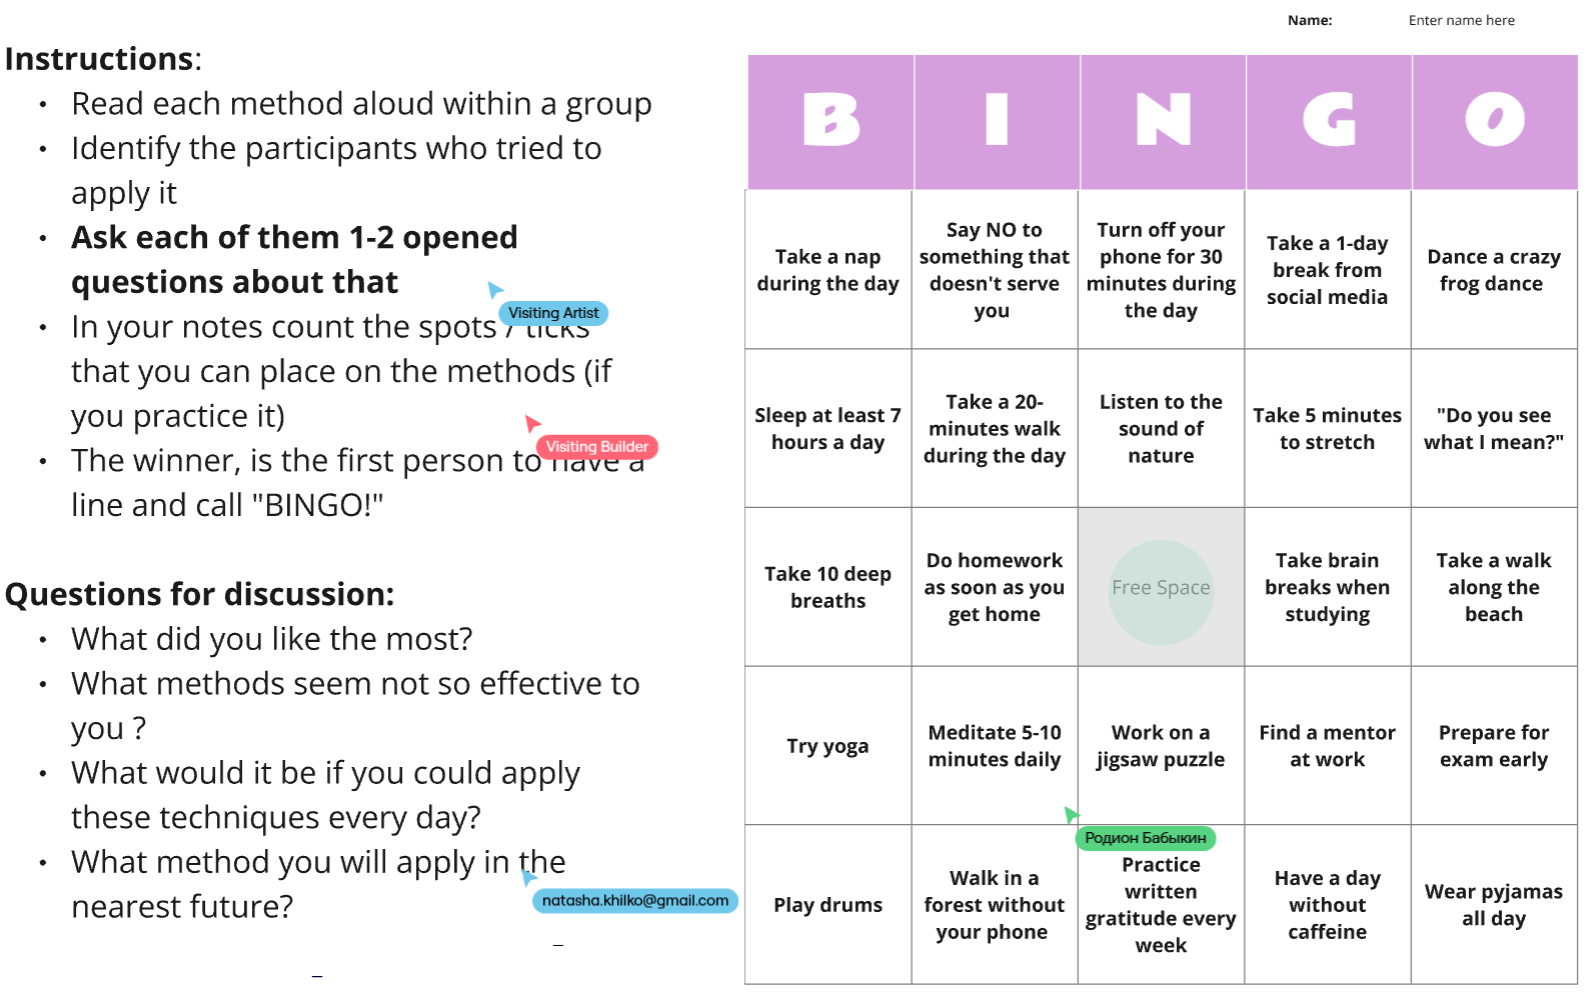 Name: Enter name here
Instructions:
• Read each method aloud within a group
• Identify the participants who tried to
apply it
• Ask each of them 1-2 opened
questions about that
Visiting Artist
• In your notes count the spots / ticks
that you can place on the methods (if
you practice it)
Visiting Builder
• The winner, is the first person to have a
line and call "BINGO!"
Questions for discussion:
• What did you like the most?
• What methods seem not so effective to
you ?
• What would it be if you could apply
these techniques every day?
• What method you will apply in the
nearest future?
natasha.khilko@gmail.com
B I N G O
Take a nap
during the day
Say NO to
something that
doesn't serve
you
Turn off your
phone for 30
minutes during
the day
Take a 1-day
break from
social media
Dance a crazy
frog dance
Sleep at least 7
hours a day
Take a 20-
minutes walk
during the day
Listen to the
sound of
nature
Take 5 minutes
to stretch
"Do you see
what I mean?"
Take 10 deep
breaths
Do homework
as soon as you
get home
Free Space
Take brain
breaks when
studying
Take a walk
along the
beach
Try yoga
Meditate 5-10
minutes daily
Work on a
jigsaw puzzle
Find a mentor
at work
Prepare for
exam early
Play drums
Walk in a
forest without
your phone
Родион Бабыкин
Practice
written
gratitude every
week
Have a day
without
caffeine
Wear pyjamas
all day